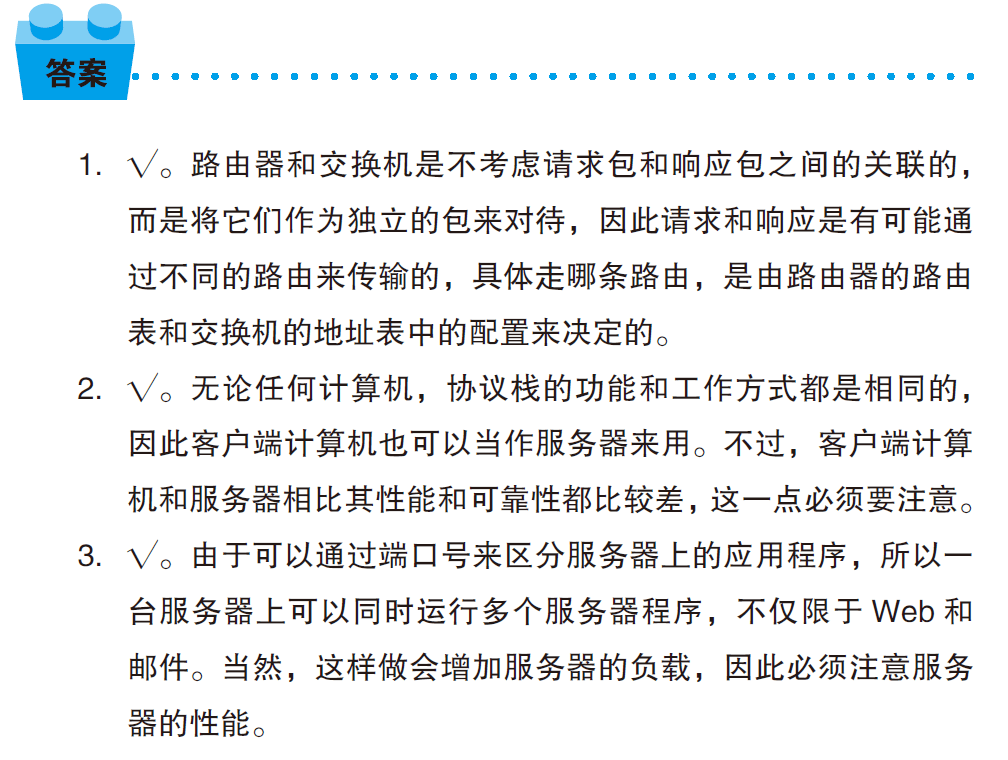 答案
1. √。路由器和交换机是不考虑请求包和响应包之间的关联的，
而是将它们作为独立的包来对待，因此请求和响应是有可能通
过不同的路由来传输的，具体走哪条路由，是由路由器的路由
表和交换机的地址表中的配置来决定的。
2. √。无论任何计算机，协议栈的功能和工作方式都是相同的，
因此客户端计算机也可以当作服务器来用。不过，客户端计算
机和服务器相比其性能和可靠性都比较差，这一点必须要注意。
3. √。由于可以通过端口号来区分服务器上的应用程序，所以一
台服务器上可以同时运行多个服务器程序，不仅限于 Web 和
邮件。当然，这样做会增加服务器的负载，因此必须注意服务
器的性能。